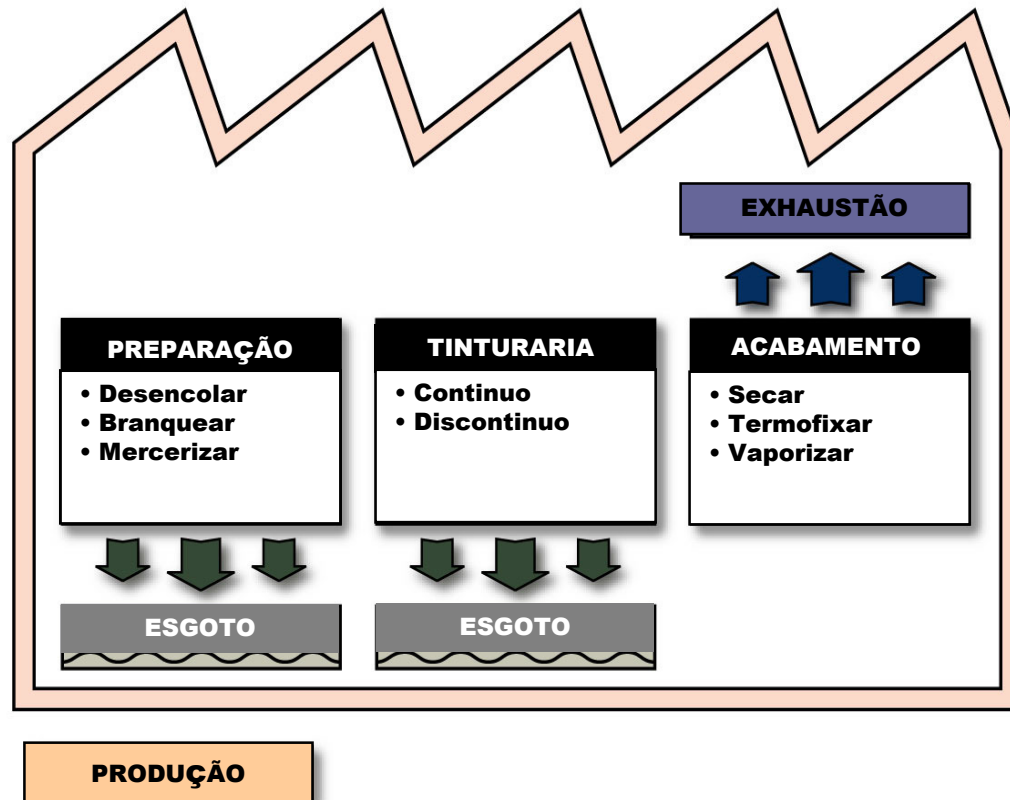 EXHAUSTÃO
PREPARAÇÃO
• Desencolar
• Branquear
• Mercerizar
ESGOTO
TINTURARIA
• Continuo
• Discontinuo
ESGOTO
ACABAMENTO
• Secar
• Termofixar
• Vaporizar
PRODUÇÃO